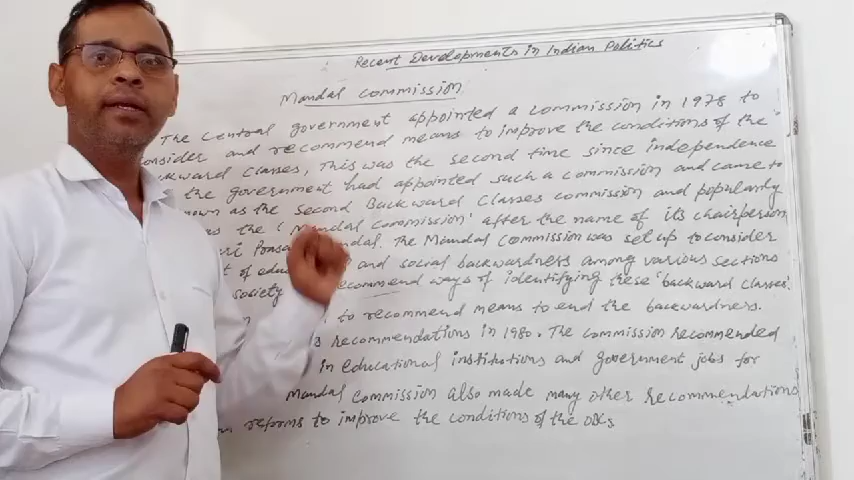 Recent Developments in Indian Politics
Mandal Commission
The Central government appointed a commission in 1978 to
consider and recommend means to improve the conditions of the
Backward Classes, This was the second time since independence
the government had appointed such a commission and came to
known as the Second Backward Classes commission and popularly
as the 'Mandal Commission' after the name of its chairperson
Mandal. The Mandal Commission was set up to consider
of and social backwardness among various sections
society recommend ways of identifying these 'backward classes'.
to recommend means to end the backwardness.
recommendations in 1980. The commission recommended
in educational institutions and government jobs for
Mandal Commission also made many other recommendations
reforms to improve the conditions of the OBCs